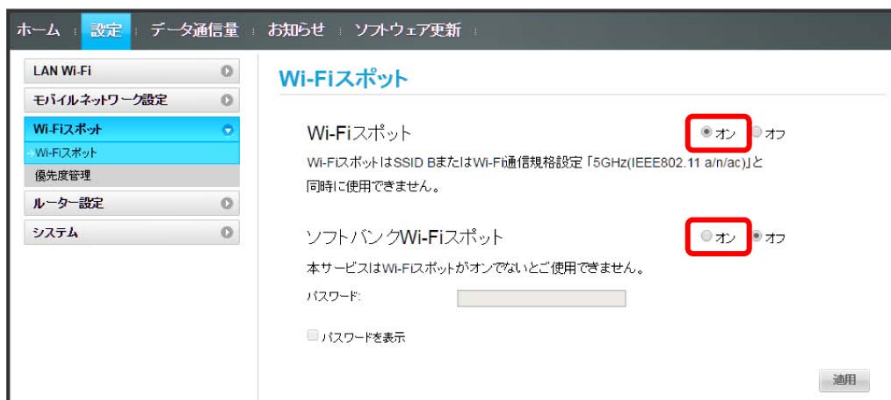 ホーム 設定 データ通信量 お知らせ ソフトウェア更新
LAN Wi-Fi
モバイルネットワーク設定
Wi-Fiスポット
Wi-Fiスポット
優先度管理
ルーター設定
システム
Wi-Fiスポット
Wi-Fiスポット オン オフ
Wi-FiスポットはSSID BまたはWi-Fi通信規格設定「5GHz(IEEE802.11 a/n/ac)」と
同時に使用できません。
ソフトバンクWi-Fiスポット オン オフ
本サービスはWi-Fiスポットがオンでないとご使用できません。
パスワード:
パスワードを表示
適用